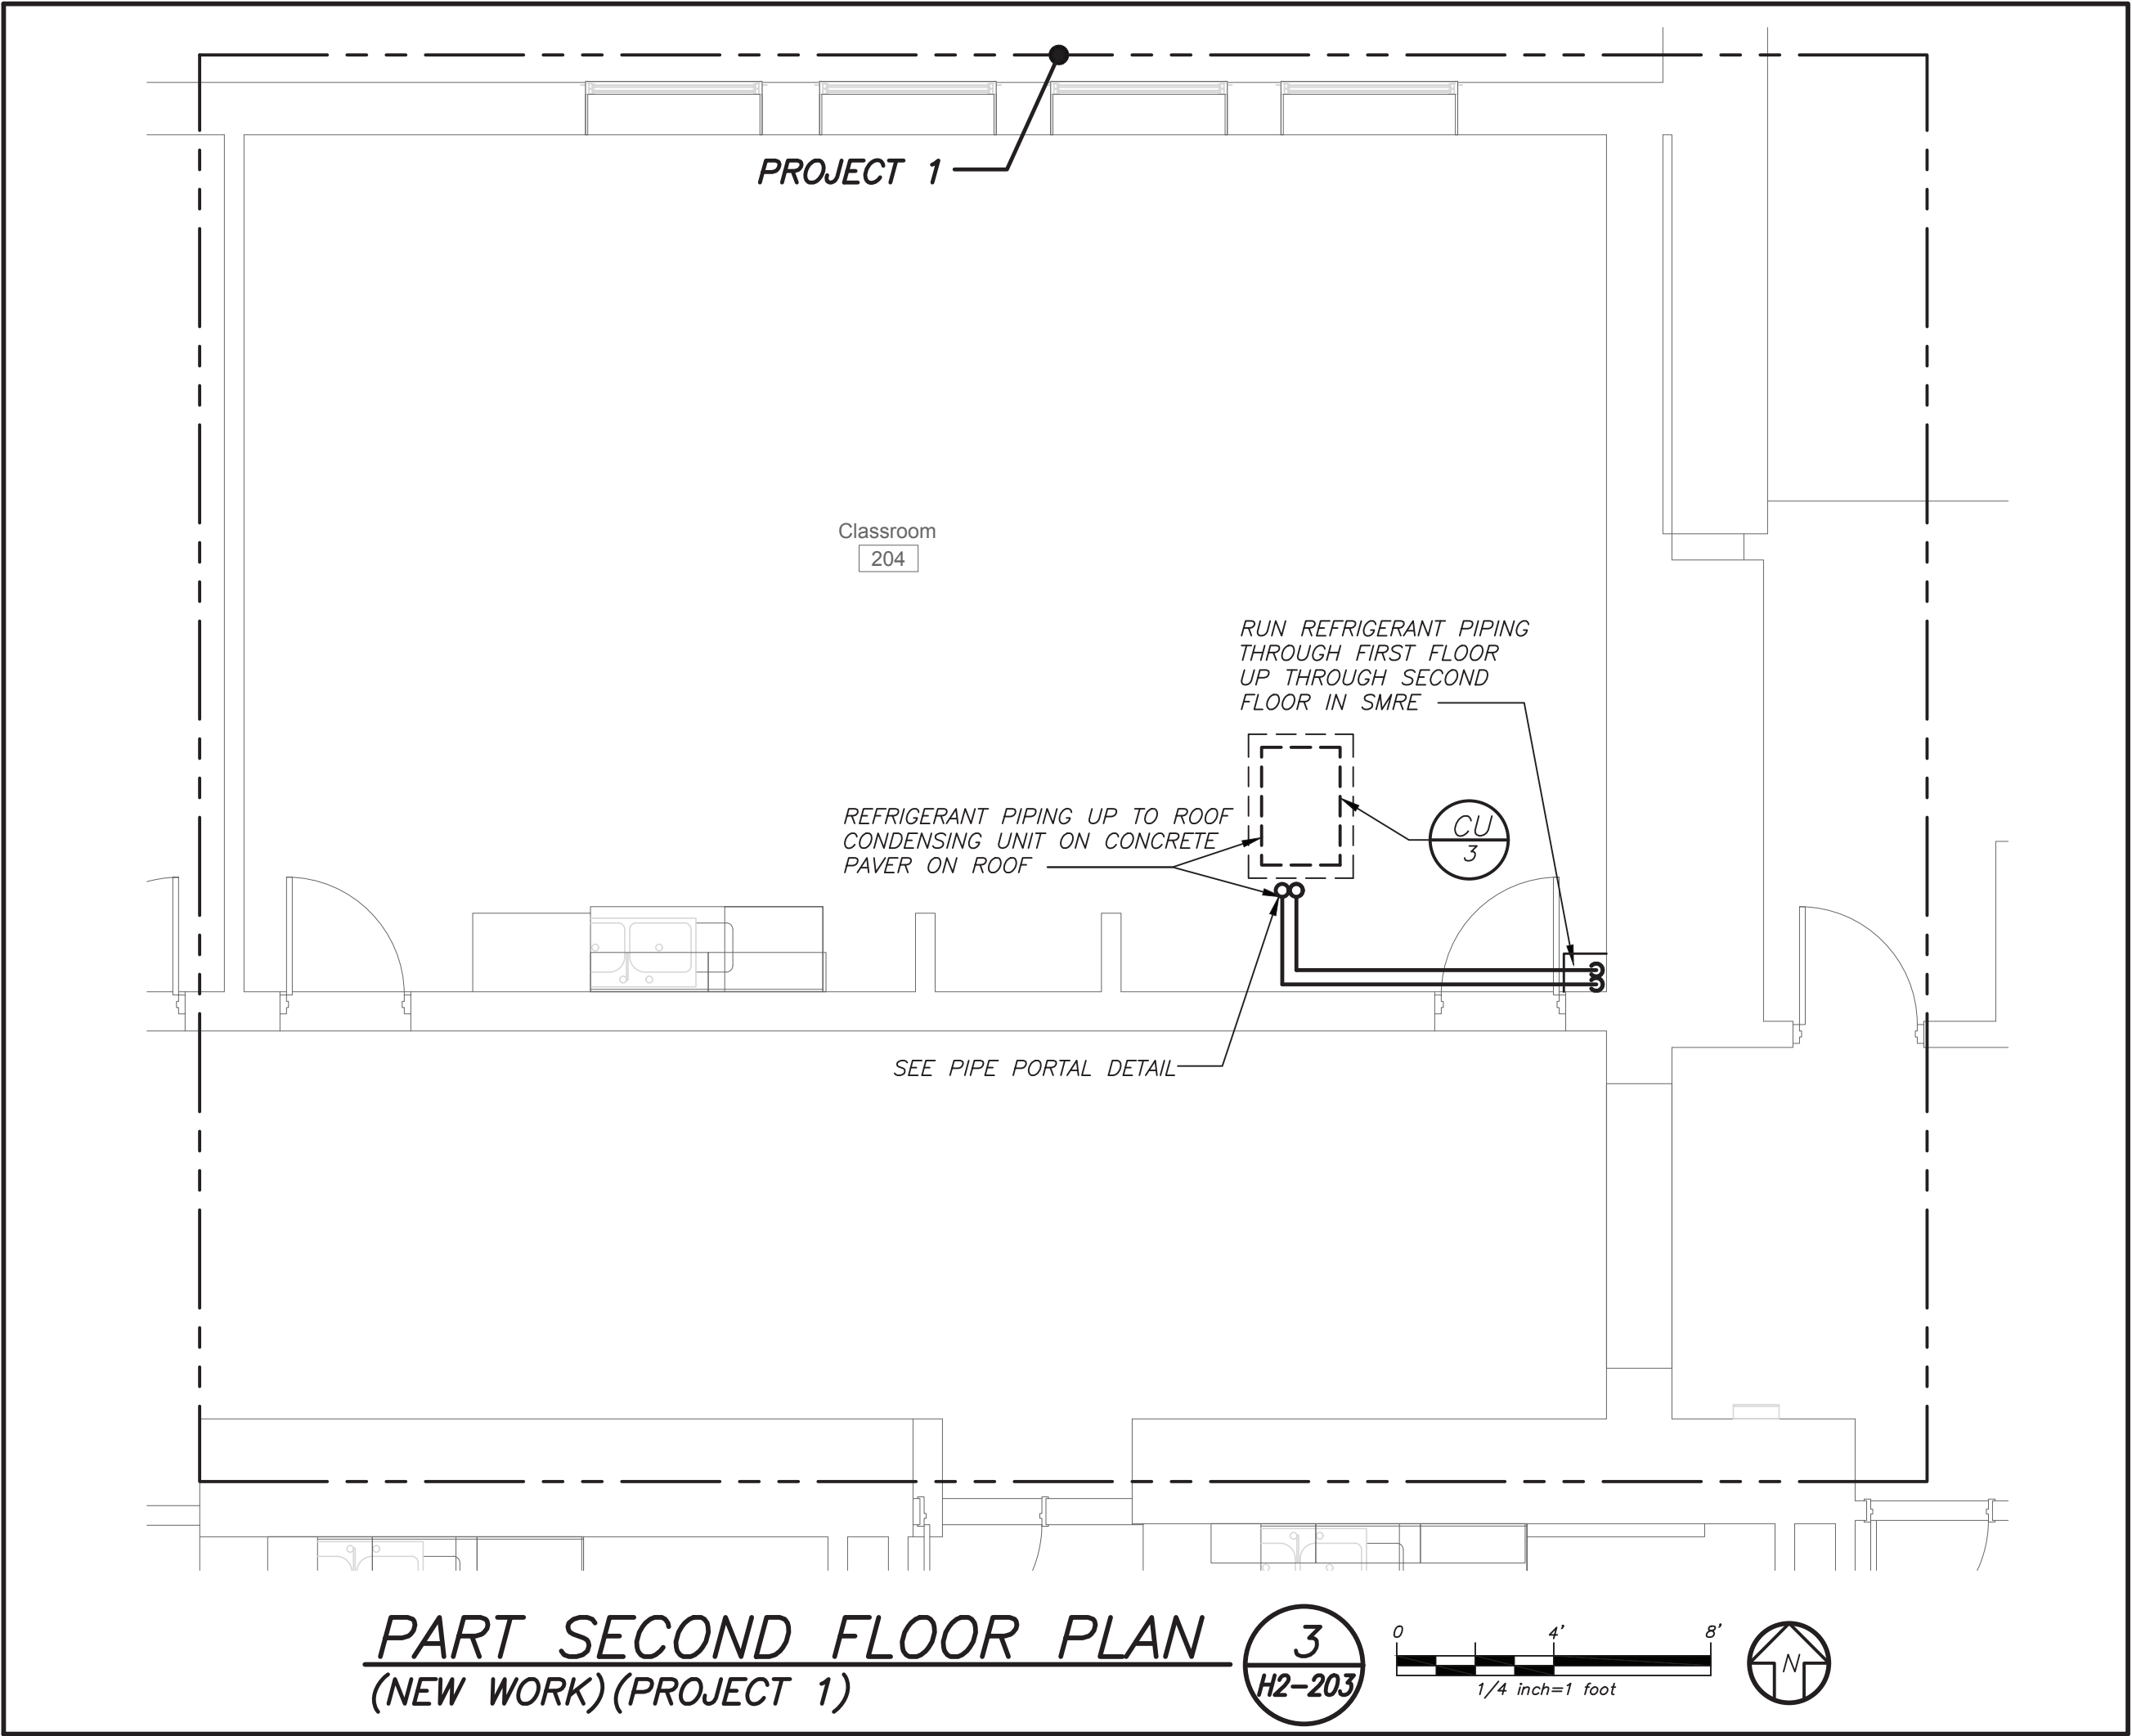 PROJECT 1
Classroom
204
RUN REFRIGERANT PIPING
THROUGH FIRST FLOOR
UP THROUGH SECOND
FLOOR IN SMRE
REFRIGERANT PIPING UP TO ROOF
CONDENSING UNIT ON CONCRETE
PAVER ON ROOF
CU
3
SEE PIPE PORTAL DETAIL
PART SECOND FLOOR PLAN
(NEW WORK)(PROJECT 1)
3
H2-203
0 4' 8'
1/4 inch=1 foot
N